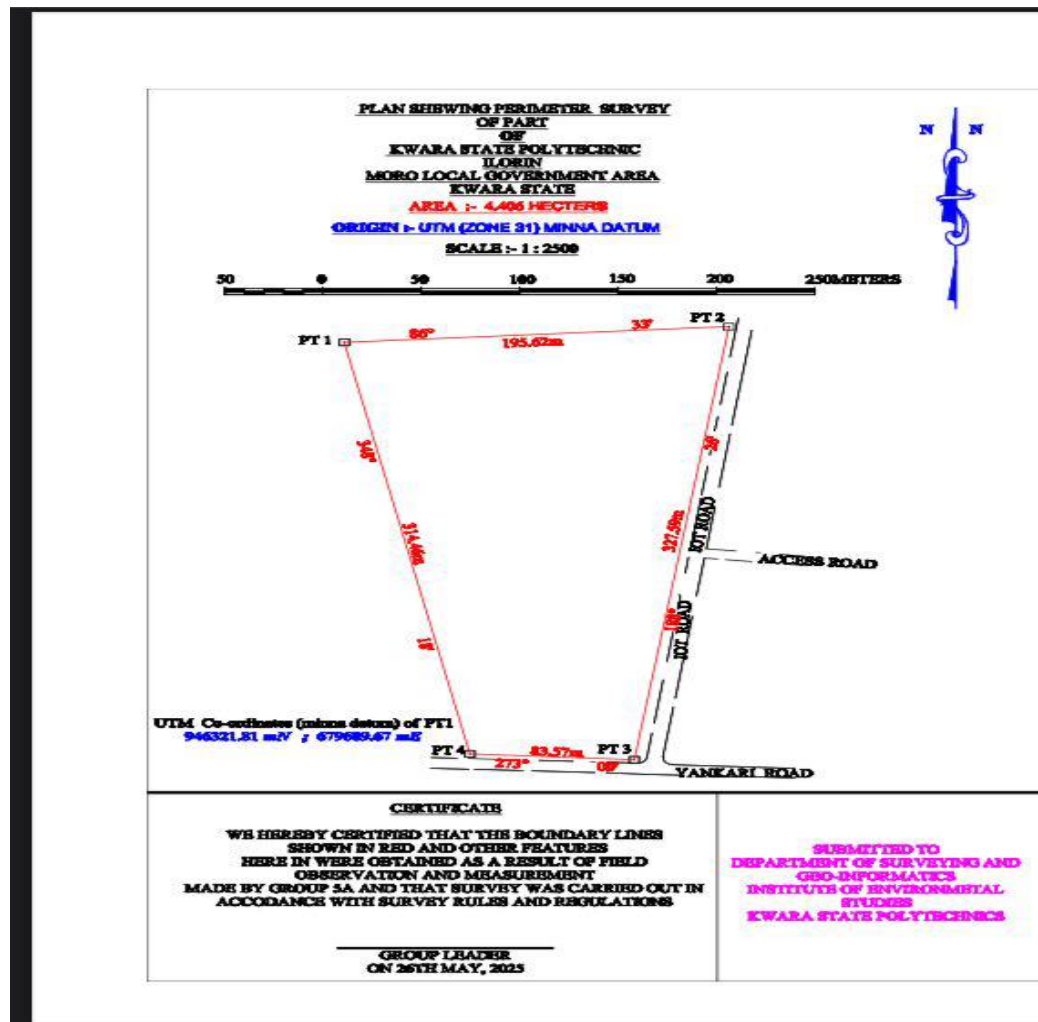 PLAN SHEWING PERIMETER SURVEY
OF PART
OF
KWARA STATE POLYTECHNIC
ILORIN
MORO LOCAL GOVERNMENT AREA
KWARA STATE
AREA :- 4.406 HECTERS
ORIGIN :- UTM (ZONE 31) MINNA DATUM
SCALE :- 1 : 2500
N N
50 0 50 100 150 200 250METERS
PT 1
86° 33'
195.62m
PT 2
348°
314.46m
18'
327.59m
188°
IOT ROAD
IOT ROAD
ACCESS ROAD
UTM Co-ordinates (minna datum) of PT1
946321.81 mN ; 679689.67 mE
PT 4
83.57m
PT 3
273°
YANKARI ROAD
CERTIFICATE
WE HEREBY CERTIFIED THAT THE BOUNDARY LINES
SHOWN IN RED AND OTHER FEATURES
HERE IN WERE OBTAINED AS A RESULT OF FIELD
OBSERVATION AND MEASUREMENT
MADE BY GROUP 5A AND THAT SURVEY WAS CARRIED OUT IN
ACCODANCE WITH SURVEY RULES AND REGULATIONS
GROUP LEADER
ON 26TH MAY, 2025
SUBMITTED TO
DEPARTMENT OF SURVEYING AND
GEO-INFORMATICS
INSTITUTE OF ENVIRONMETAL
STUDIES
KWARA STATE POLYTECHNICS